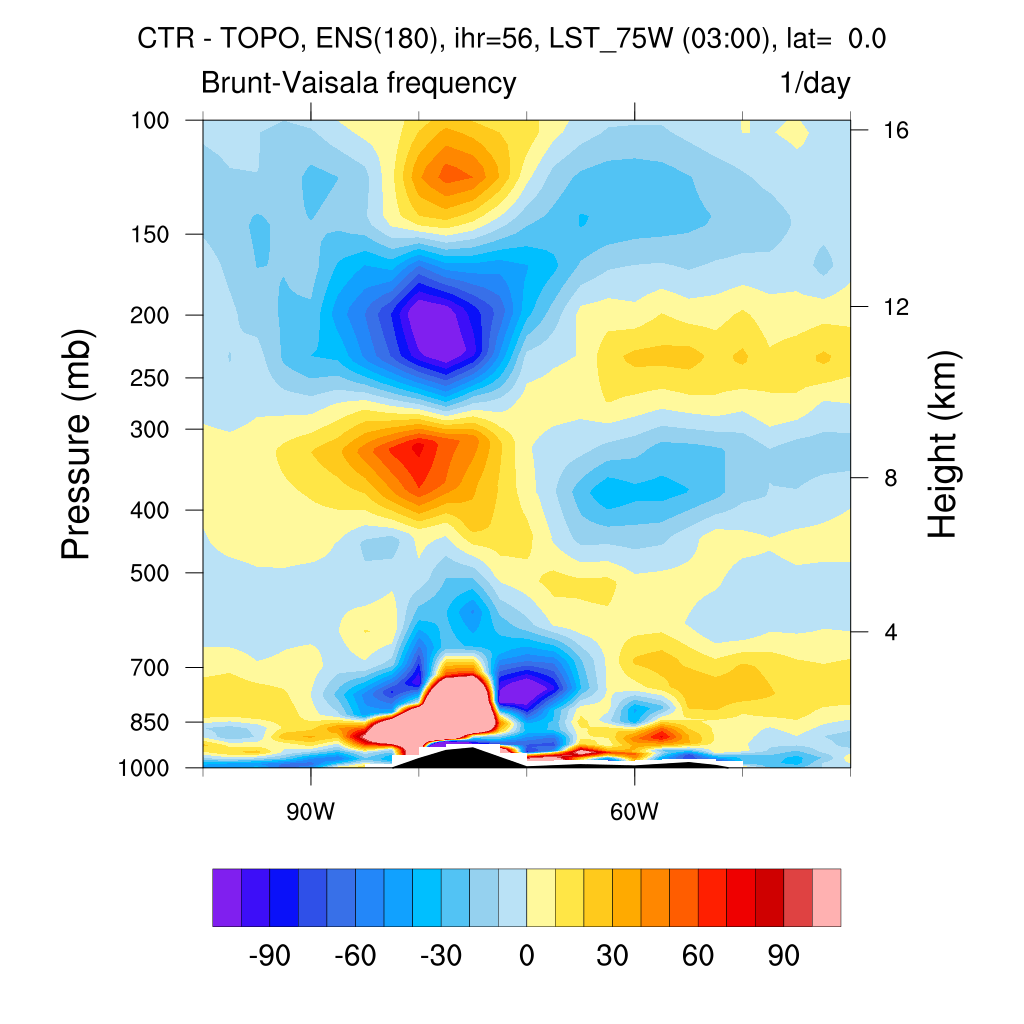 CTR - TOPO, ENS(180), ihr=56, LST_75W (03:00), lat=  0.0
Brunt-Vaisala frequency 1/day
Pressure (mb)
100
150
200
250
300
400
500
700
850
1000
16
12
8
4
Height (km)
90W 60W
-90 -60 -30 0 30 60 90